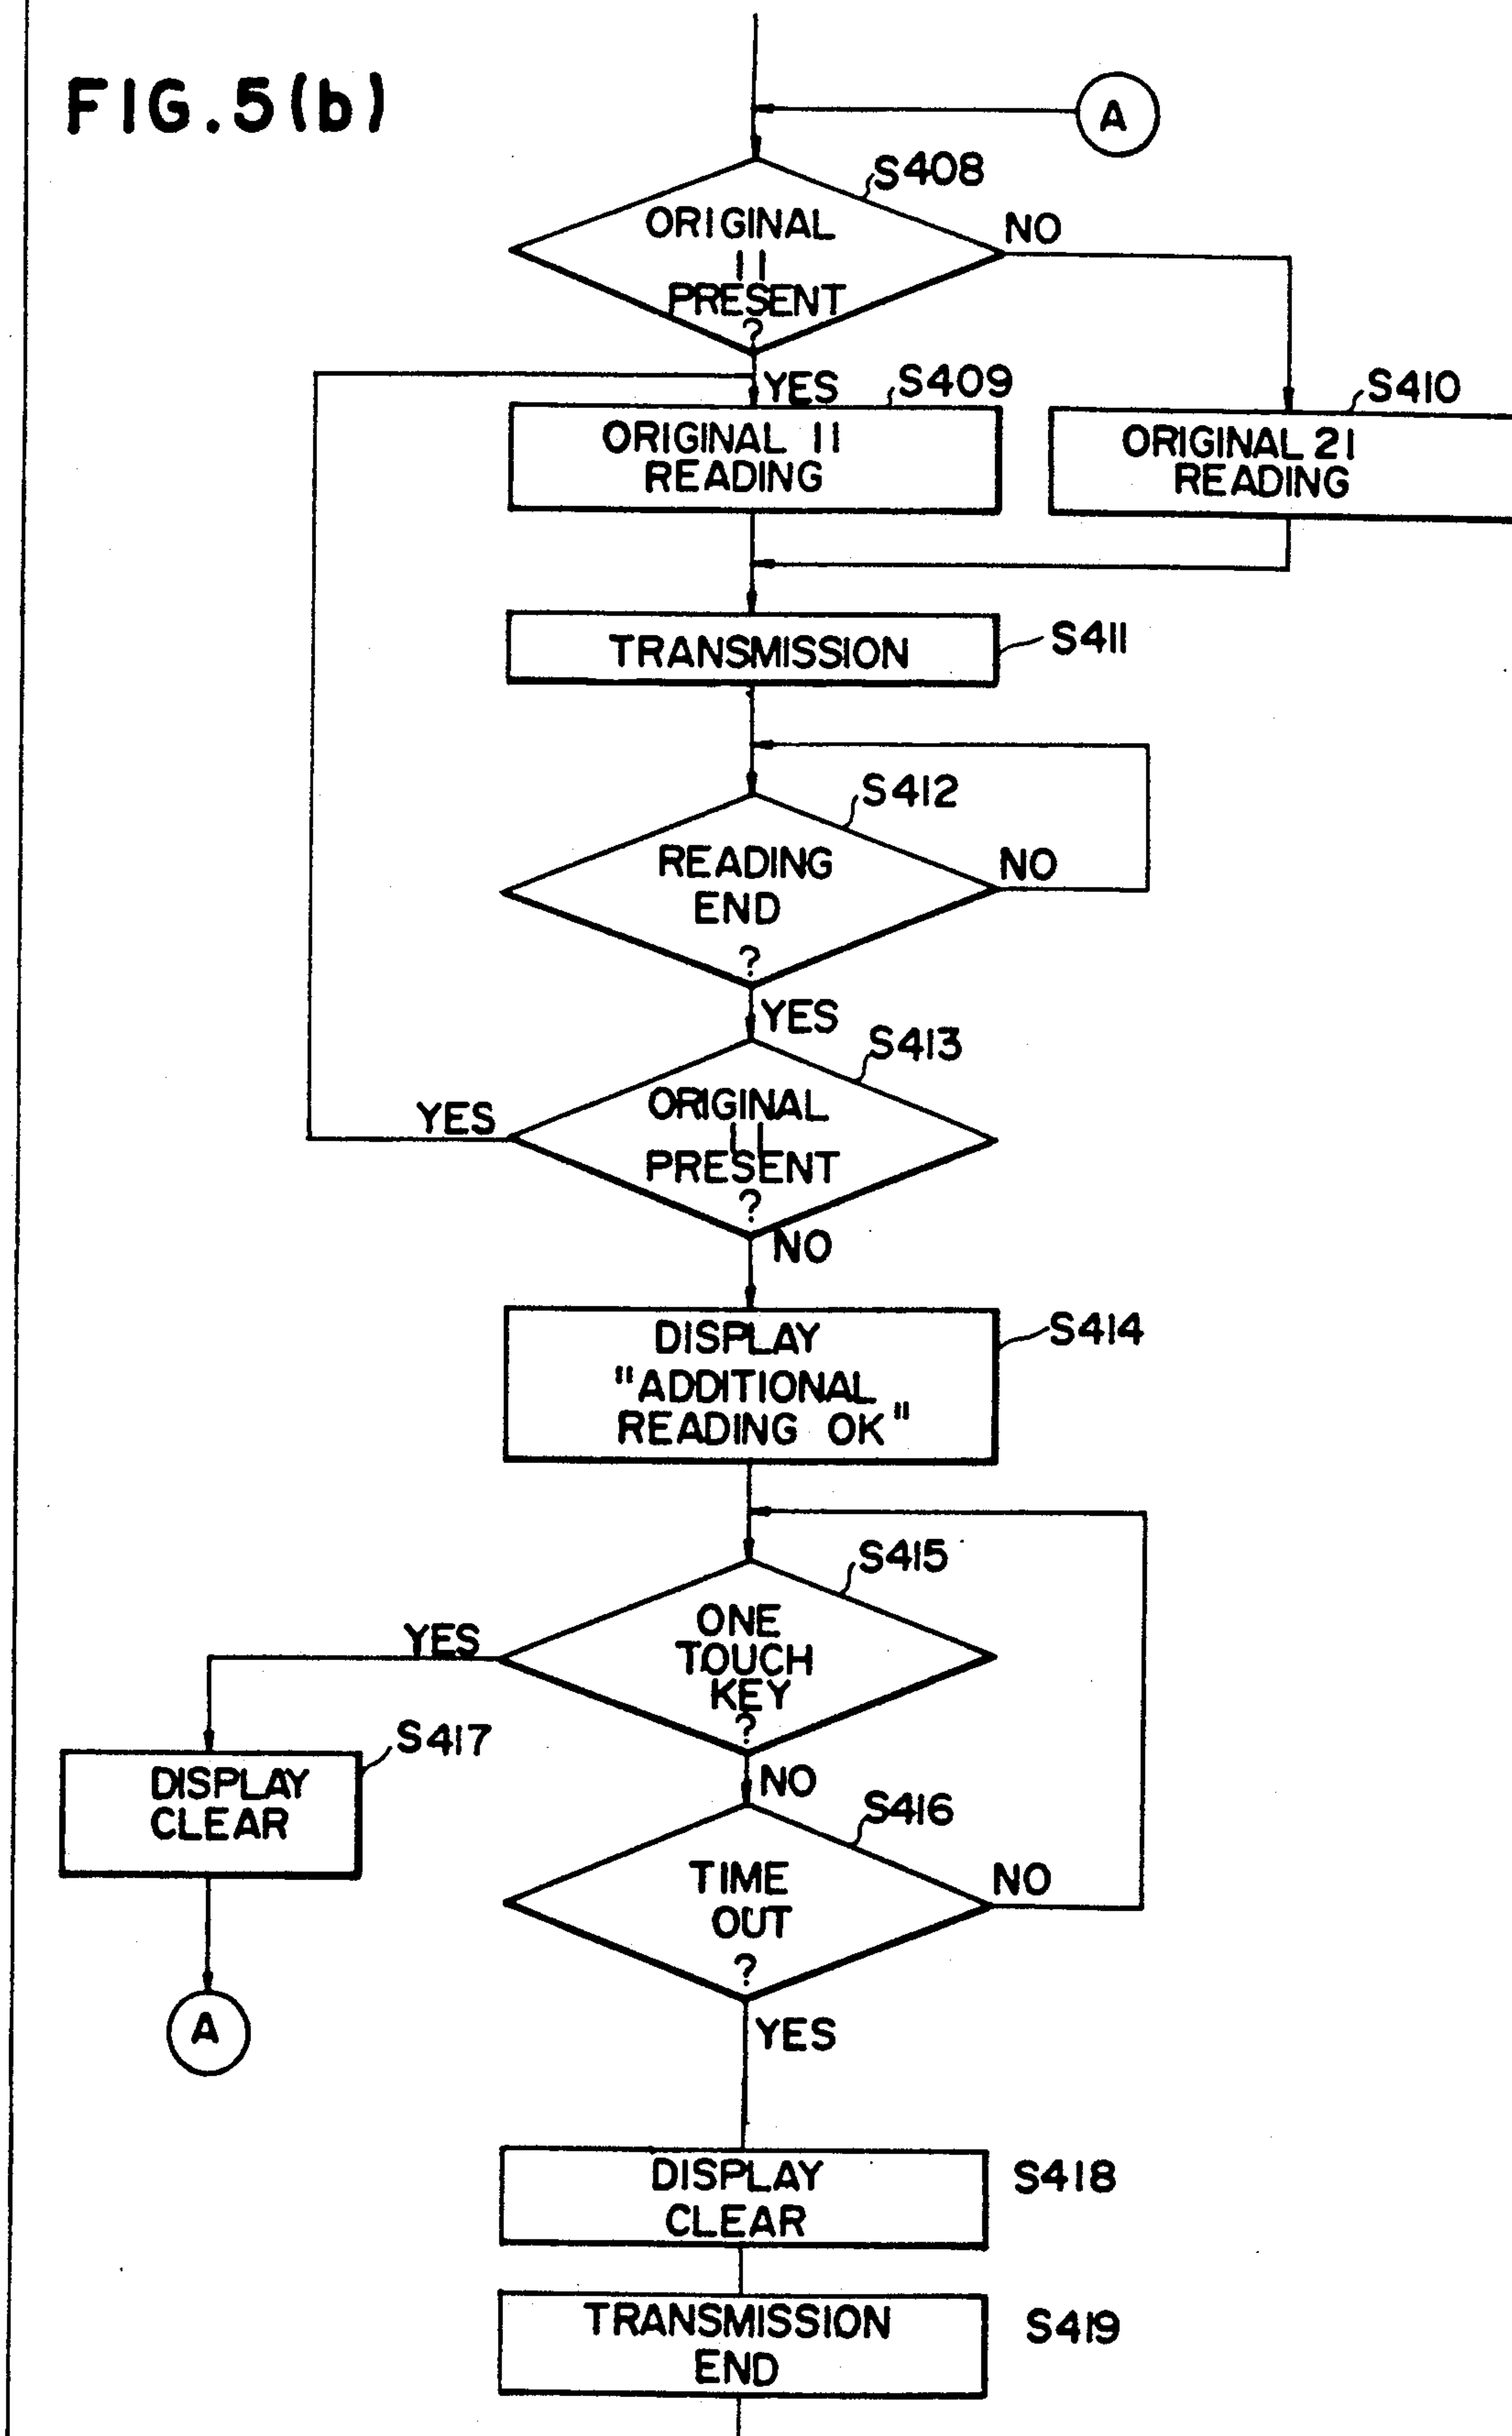 FIG.5(b)
A
S408
ORIGINAL
11
PRESENT
?
NO
YES
S409
ORIGINAL 11
READING
S410
ORIGINAL 21
READING
TRANSMISSION
S411
S412
READING
END
?
NO
YES
S413
ORIGINAL
11
PRESENT
?
YES
NO
DISPLAY
"ADDITIONAL
READING OK"
S414
S415
ONE
TOUCH
KEY
?
YES
NO
S417
DISPLAY
CLEAR
A
S416
TIME
OUT
?
NO
YES
DISPLAY
CLEAR
S418
TRANSMISSION
END
S419